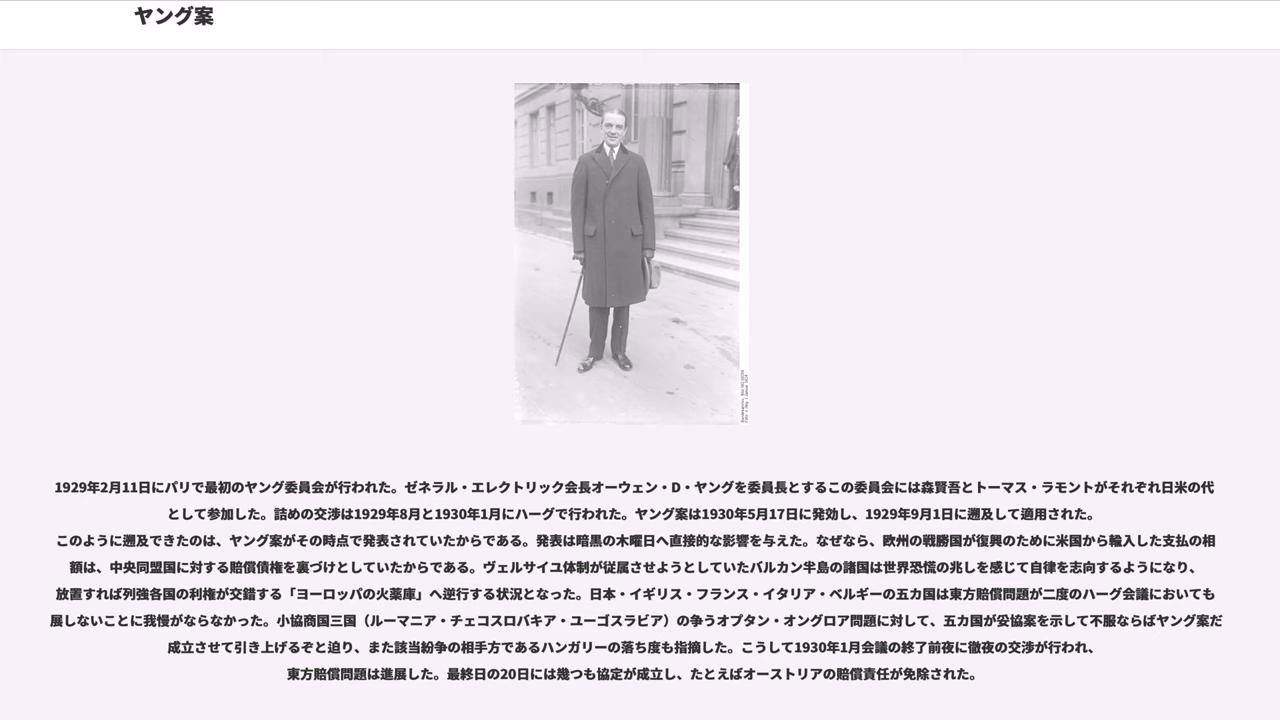 ヤング案
1929年2月11日にパリで最初のヤング委員会が行われた。ゼネラル・エレクトリック会長オーウェン・D・ヤングを委員長とするこの委員会には森賢吾とトーマス・ラモントがそれぞれ日米の代
として参加した。詰めの交渉は1929年8月と1930年1月にハーグで行われた。ヤング案は1930年5月17日に発効し、1929年9月1日に遡及して適用された。
このように遡及できたのは、ヤング案がその時点で発表されていたからである。発表は暗黒の木曜日へ直接的な影響を与えた。なぜなら、欧州の戦勝国が復興のために米国から輸入した支払の相
額は、中央同盟国に対する賠償債権を裏づけとしていたからである。ヴェルサイユ体制が従属させようとしていたバルカン半島の諸国は世界恐慌の兆しを感じて自律を志向するようになり、
放置すれば列強各国の利権が交錯する「ヨーロッパの火薬庫」へ逆行する状況となった。日本・イギリス・フランス・イタリア・ベルギーの五カ国は東方賠償問題が二度のハーグ会議においても
展しないことに我慢がならなかった。小協商国三国（ルーマニア・チェコスロバキア・ユーゴスラビア）の争うオプタン・オングロア問題に対して、五カ国が妥協案を示して不服ならばヤング案だ
成立させて引き上げるぞと迫り、また該当紛争の相手方であるハンガリーの落ち度も指摘した。こうして1930年1月会議の終了前夜に徹夜の交渉が行われ、
東方賠償問題は進展した。最終日の20日には幾つも協定が成立し、たとえばオーストリアの賠償責任が免除された。